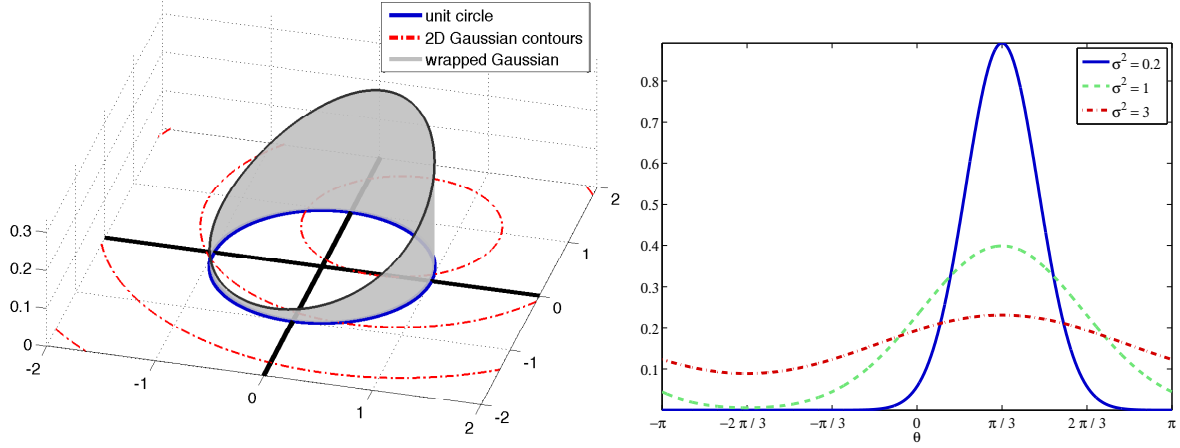 unit circle
2D Gaussian contours
wrapped Gaussian
0.3
0.2
0.1
0
-2
-1
0
1
2
-2
-1
0
1
2
σ² = 0.2
σ² = 1
σ² = 3
0.8
0.7
0.6
0.5
0.4
0.3
0.2
0.1
−π
−2 π / 3
−π/3
0
π / 3
2 π / 3
π
θ